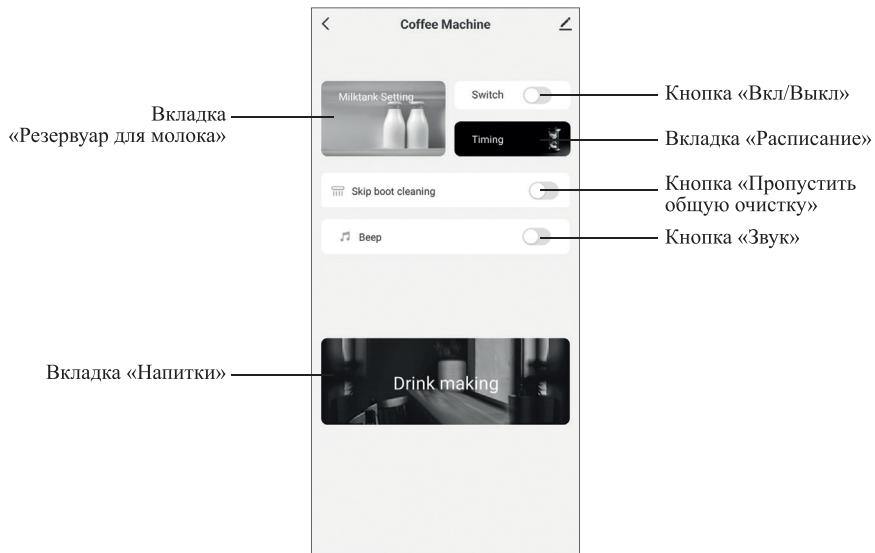 Coffee Machine
Milktank Setting
Switch
Timing
Skip boot cleaning
Beep
Drink making
Вкладка
«Резервуар для молока»
Вкладка «Напитки»
Кнопка «Вкл/Выкл»
Вкладка «Расписание»
Кнопка «Пропустить
общую очистку»
Кнопка «Звук»